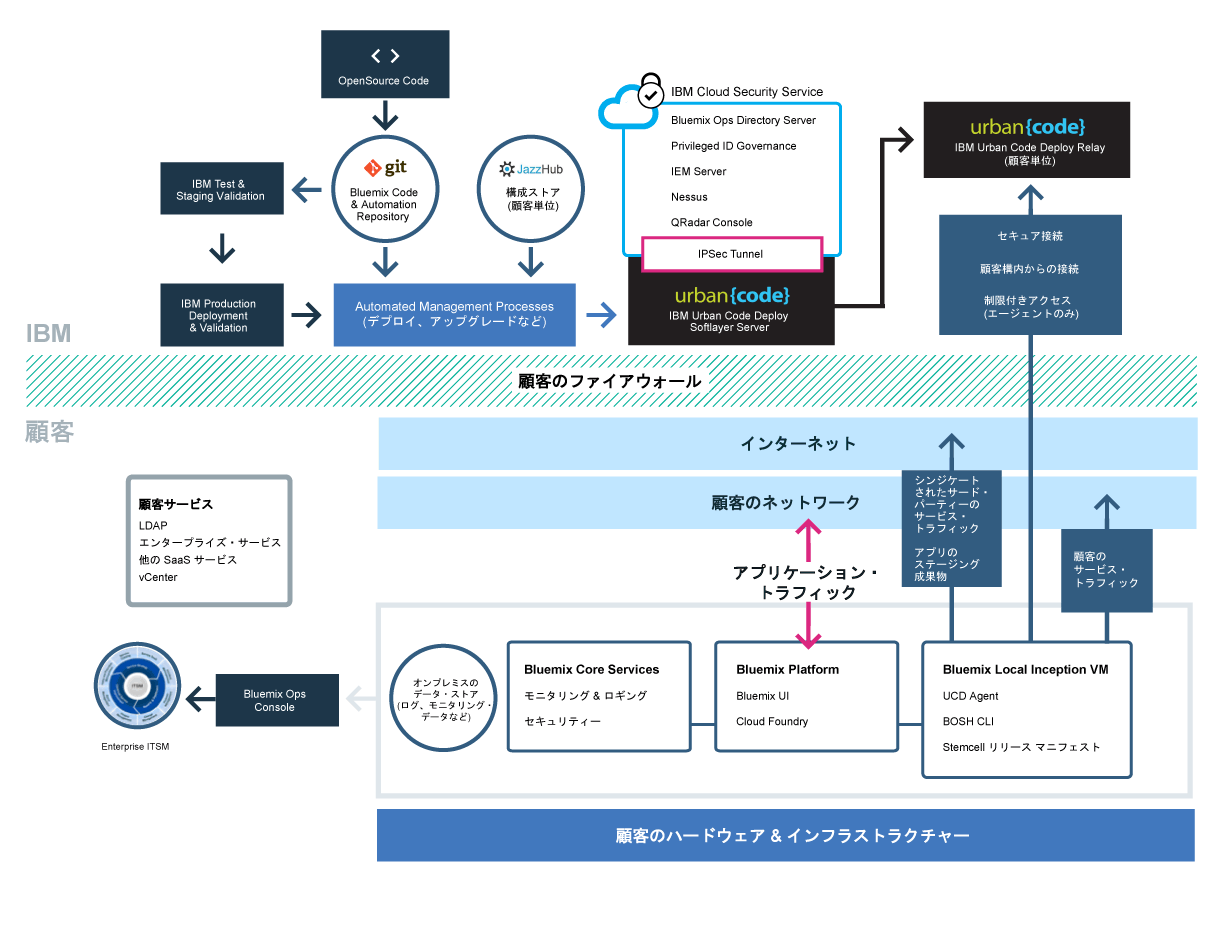 OpenSource Code
git
Bluemix Code
& Automation
Repository
JazzHub
構成ストア
(顧客単位)
IBM Test &
Staging Validation
IBM Production
Deployment
& Validation
Automated Management Processes
(デプロイ、アップグレードなど)
IBM Cloud Security Service
Bluemix Ops Directory Server
Privileged ID Governance
IEM Server
Nessus
QRadar Console
IPSec Tunnel
urban{code}
IBM Urban Code Deploy
Softlayer Server
urban{code}
IBM Urban Code Deploy Relay
(顧客単位)
セキュア接続
顧客構内からの接続
制限付きアクセス
(エージェントのみ)
IBM
顧客のファイアウォール
顧客
インターネット
顧客のネットワーク
シンジケート
されたサード・
パーティーの
サービス・
トラフィック
アプリの
ステージング
成果物
顧客の
サービス・
トラフィック
アプリケーション・
トラフィック
顧客サービス
LDAP
エンタープライズ・サービス
他の SaaS サービス
vCenter
ITSM
Enterprise ITSM
Bluemix Ops
Console
オンプレミスの
データ・ストア
(ログ、モニタリング・
データなど)
Bluemix Core Services
モニタリング & ロギング
セキュリティー
Bluemix Platform
Bluemix UI
Cloud Foundry
Bluemix Local Inception VM
UCD Agent
BOSH CLI
Stemcell リリース マニフェスト
顧客のハードウェア & インフラストラクチャー